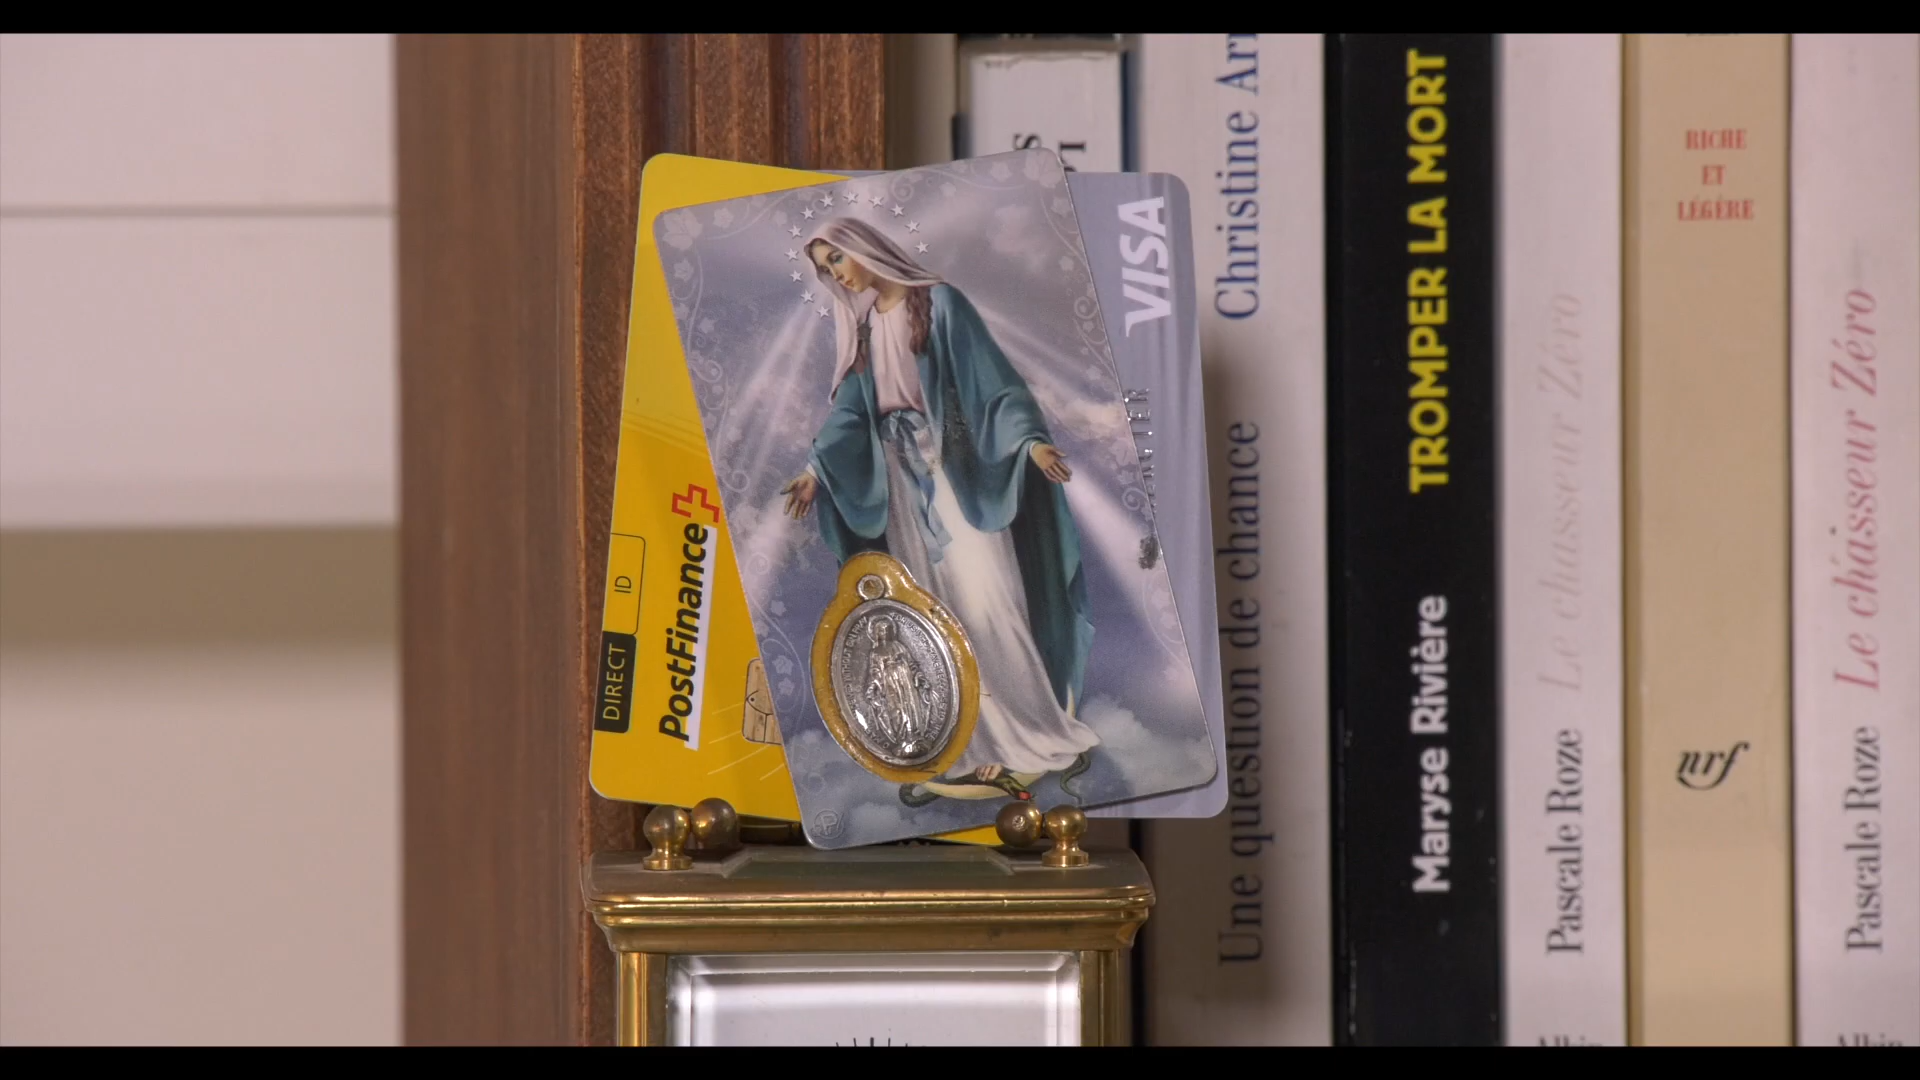 DIRECT
ID
PostFinance
VISA
Christine
Une question de chance
Maryse Rivière
TROMPER LA MORT
Pascale Roze
Le chasseur Zéro
RICHE
ET
LÉGÈRE
nrf
Pascale Roze
Le chasseur Zéro